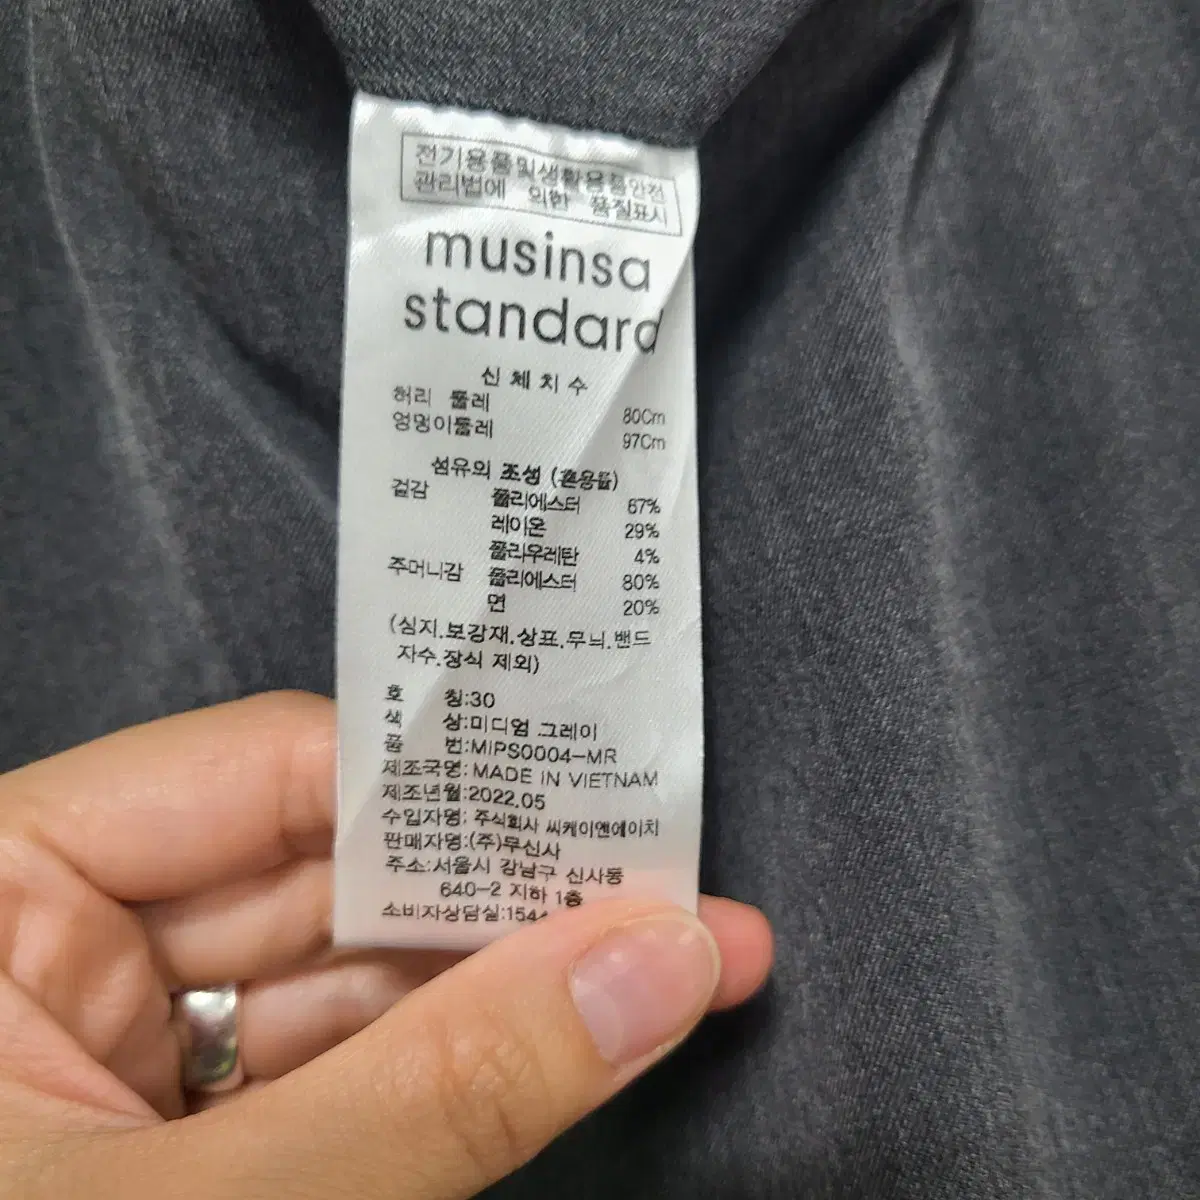 전기용품및생활용품안전
관리법에 의한 품질표시
musinsa
standard
신체치수
허리 둘레 80Cm
엉덩이둘레 97Cm
섬유의 조성 (혼용률)
겉감 폴리에스터 67%
레이온 29%
폴리우레탄 4%
주머니감 폴리에스터 80%
면 20%
(심지.보강재.상표.무늬.밴드
자수.장식 제외)
호 칭:30
색 상:미디엄 그레이
품 번:MIPS0004-MR
제조국명: MADE IN VIETNAM
제조년월:2022.05
수입자명: 주식회사 씨케이앤에이치
판매자명:(주)무신사
주소:서울시 강남구 신사동
640-2 지하 1층
소비자상담실:1544